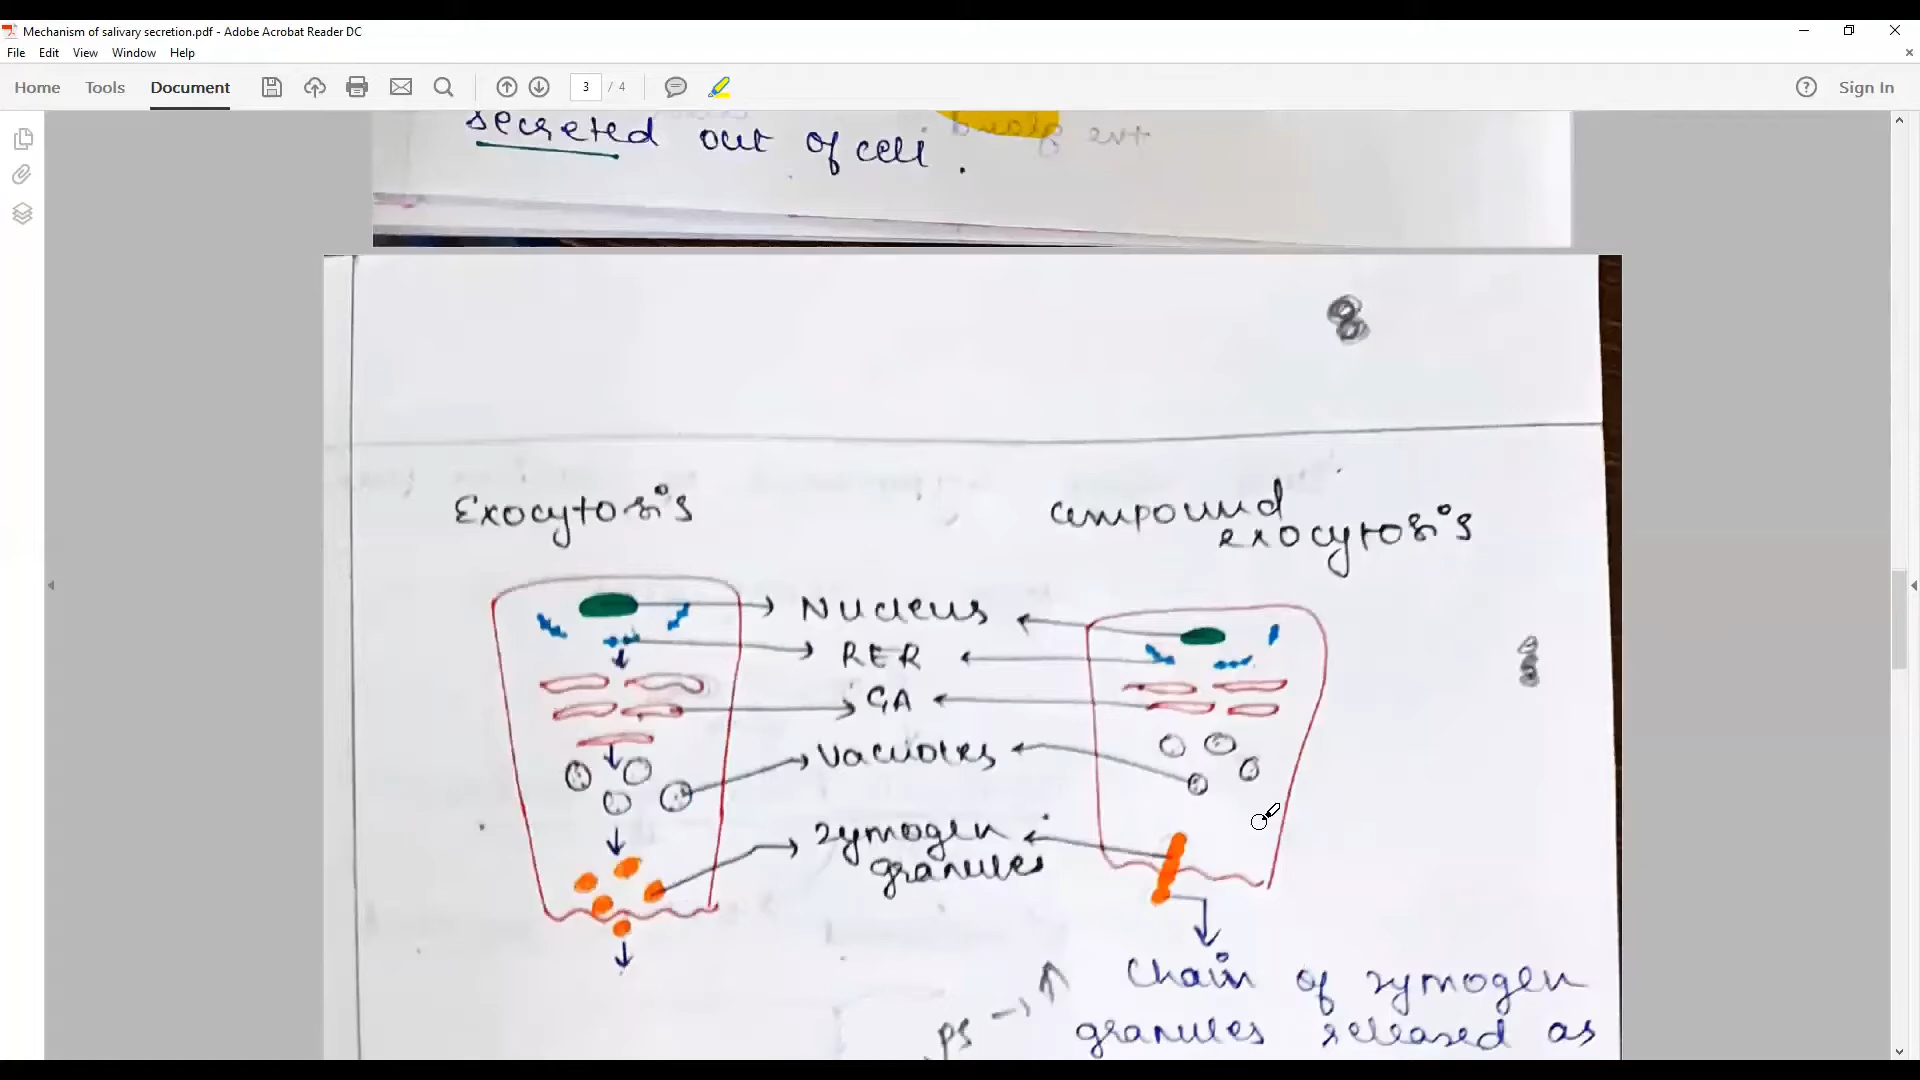 Mechanism of salivary secretion.pdf - Adobe Acrobat Reader DC
File Edit View Window Help
Home Tools Document 3 / 4 Sign In
secreted out of cell.
8
Exocytosis
compound
exocytosis
Nucleus
RER
GA
Vacuoles
zymogen
granules
Chain of zymogen
ps → ↑
granules released as